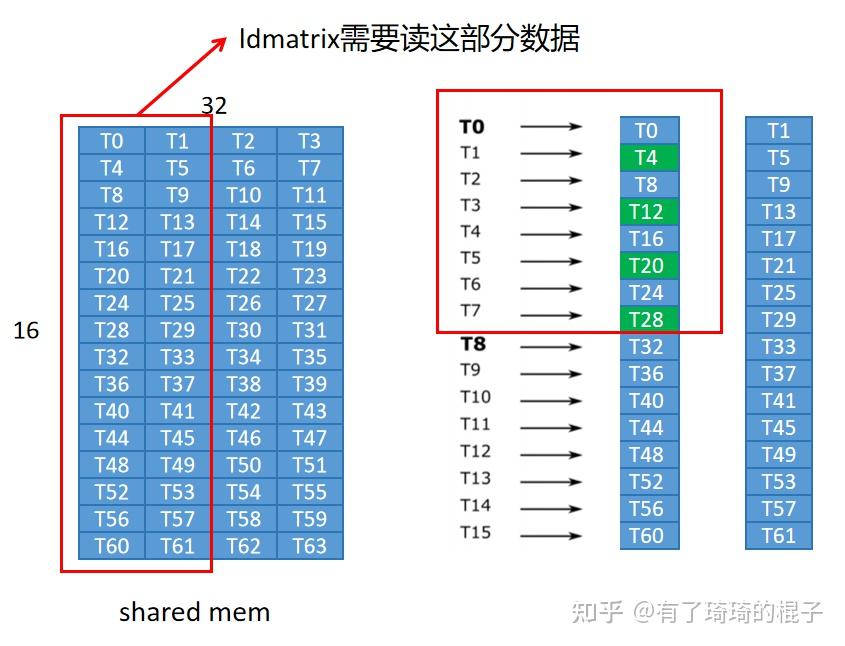 ldmatrix需要读这部分数据
32
16
T0 T1 T2 T3
T4 T5 T6 T7
T8 T9 T10 T11
T12 T13 T14 T15
T16 T17 T18 T19
T20 T21 T22 T23
T24 T25 T26 T27
T28 T29 T30 T31
T32 T33 T34 T35
T36 T37 T38 T39
T40 T41 T42 T43
T44 T45 T46 T47
T48 T49 T50 T51
T52 T53 T54 T55
T56 T57 T58 T59
T60 T61 T62 T63
shared mem
T0 T0 T1
T1 T4 T5
T2 T8 T9
T3 T12 T13
T4 T16 T17
T5 T20 T21
T6 T24 T25
T7 T28 T29
T8 T32 T33
T9 T36 T37
T10 T40 T41
T11 T44 T45
T12 T48 T49
T13 T52 T53
T14 T56 T57
T15 T60 T61
知乎 @有了琦琦的棍子